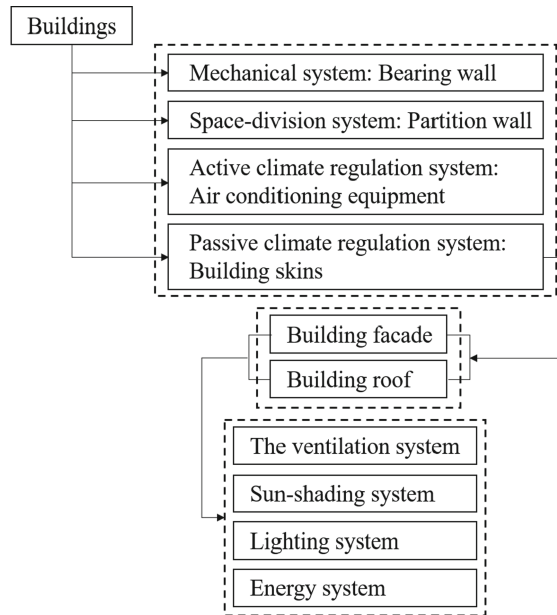 Buildings
Mechanical system: Bearing wall
Space-division system: Partition wall
Active climate regulation system:
Air conditioning equipment
Passive climate regulation system:
Building skins
Building facade
Building roof
The ventilation system
Sun-shading system
Lighting system
Energy system